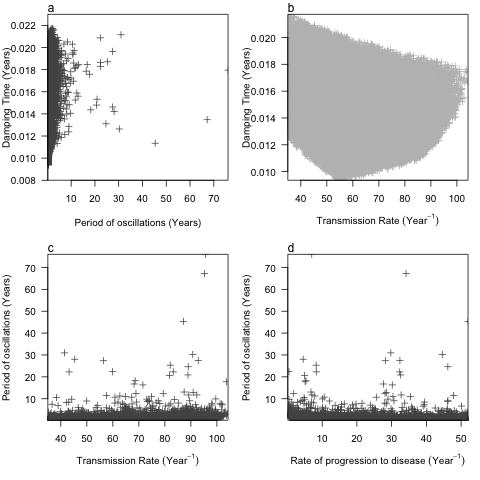 a
0.022
0.020
0.018
0.016
0.014
0.012
0.010
0.008
Damping Time (Years)
10 20 30 40 50 60 70
Period of oscillations (Years)
b
0.020
0.018
0.016
0.014
0.012
0.010
Damping Time (Years)
40 50 60 70 80 90 100
Transmission Rate (Year⁻¹)
c
70
60
50
40
30
20
10
Period of oscillations (Years)
40 50 60 70 80 90 100
Transmission Rate (Year⁻¹)
d
70
60
50
40
30
20
10
Period of oscillations (Years)
10 20 30 40 50
Rate of progression to disease (Year⁻¹)